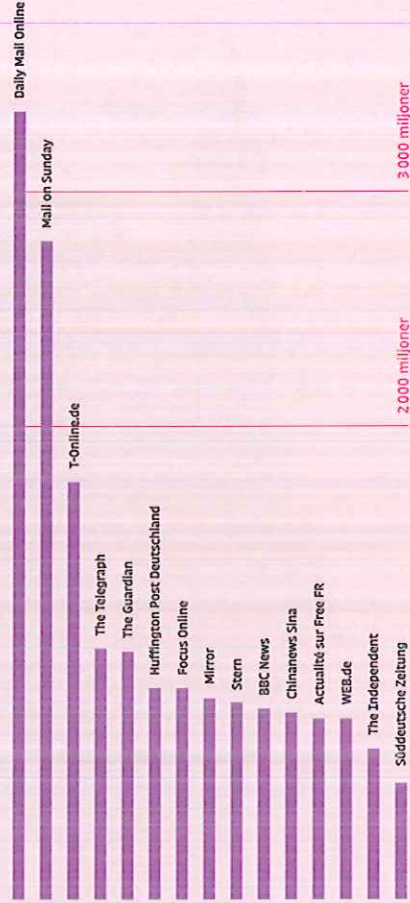 Daily Mail Online
Mail on Sunday
T-Online.de
The Telegraph
The Guardian
Huffington Post Deutschland
Focus Online
Mirror
Stern
BBC News
Chinanews Sina
Actualité sur Free FR
WEB.de
The Independent
Süddeutsche Zeitung
2 000 miljoner
3 000 miljoner